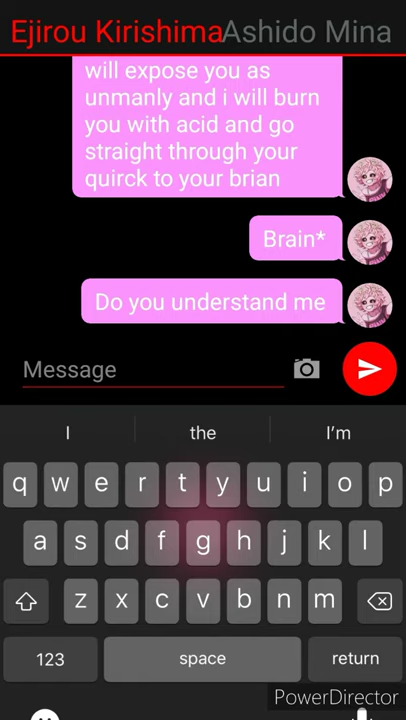 Ejirou Kirishima Ashido Mina
will expose you as
unmanly and i will burn
you with acid and go
straight through your
quirck to your brian
Brain*
Do you understand me
Message
I the I'm
q w e r t y u i o p
a s d f g h j k l
z x c v b n m
123 space return
PowerDirector